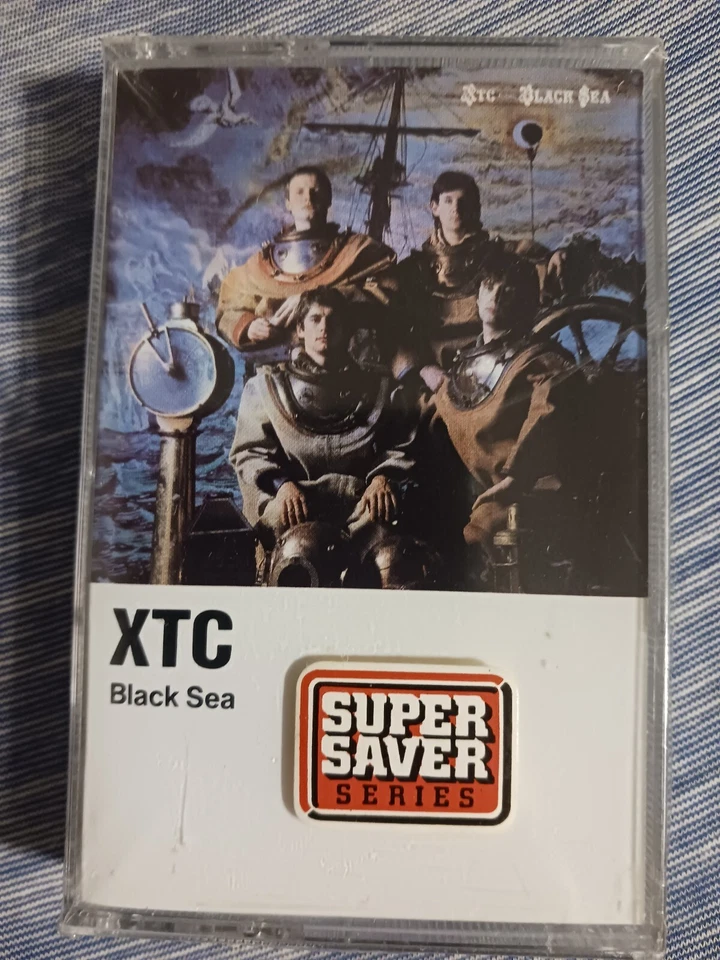 XTC Black Sea
XTC
Black Sea
SUPER
SAVER
SERIES